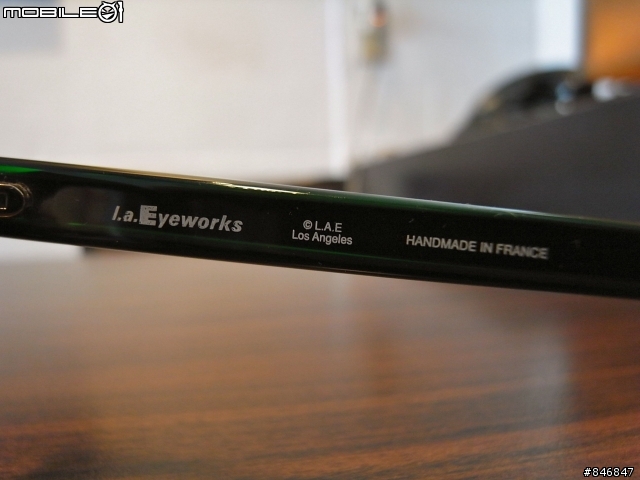 MOBILE01
l.a.Eyeworks
© L.A.E
Los Angeles
HANDMADE IN FRANCE
#846847